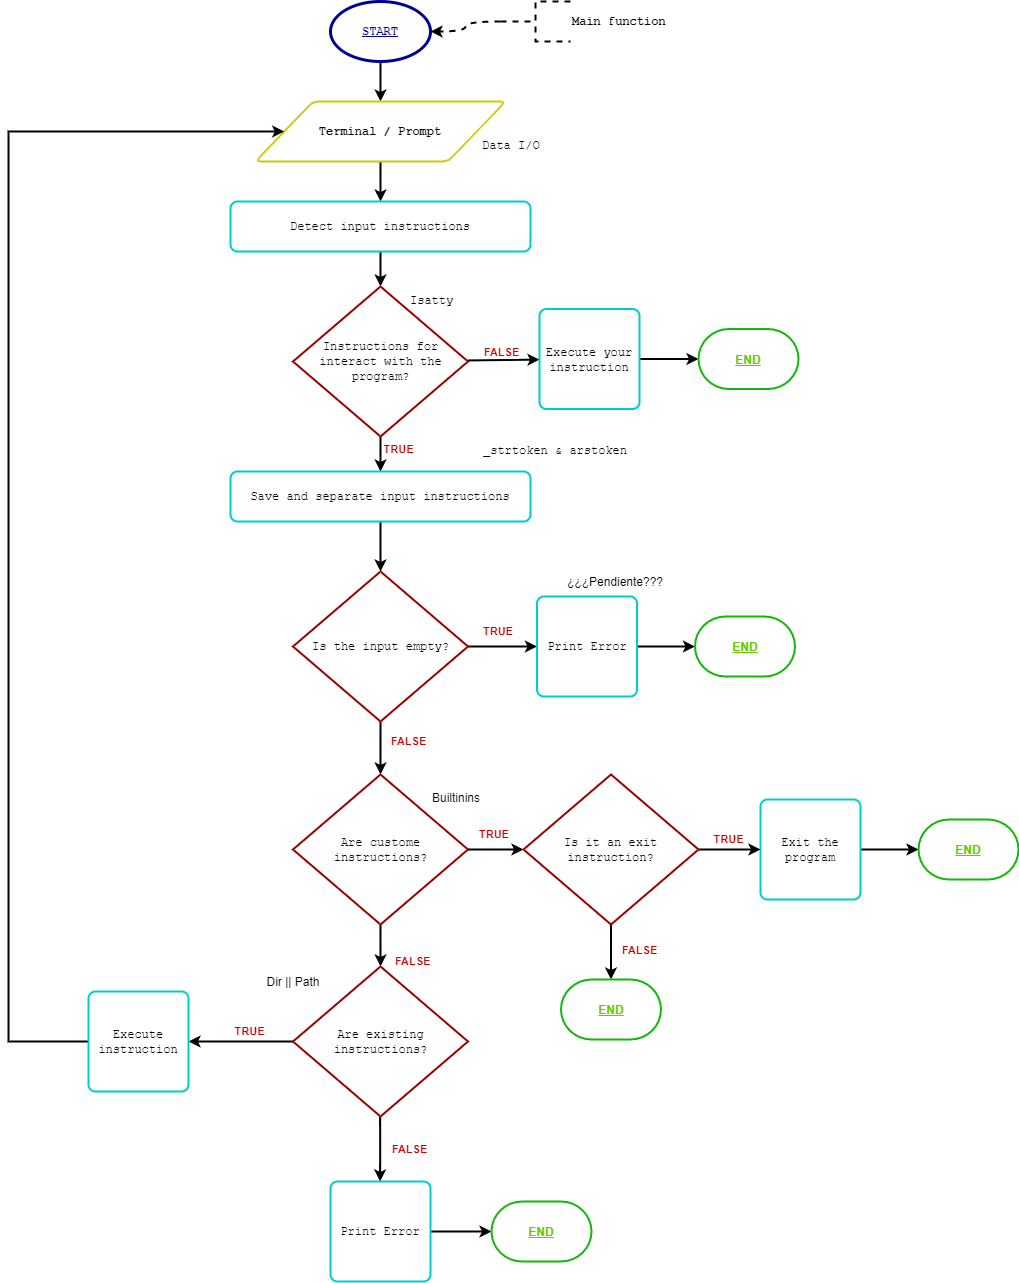 START
Main function
Terminal / Prompt
Data I/O
Detect input instructions
Isatty
Instructions for
interact with the
program?
FALSE
Execute your
instruction
END
TRUE
_strtoken & arstoken
Save and separate input instructions
¿¿¿Pendiente???
Is the input empty?
TRUE
Print Error
END
FALSE
Builtinins
Are custome
instructions?
TRUE
Is it an exit
instruction?
TRUE
Exit the
program
END
FALSE
FALSE
END
Dir || Path
Are existing
instructions?
TRUE
Execute
instruction
FALSE
Print Error
END